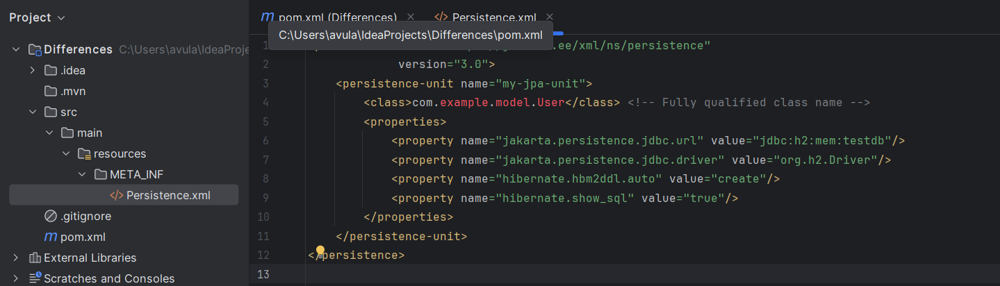 Project
pom.xml (Differences)
Persistence.xml
C:\Users\avula\IdeaProjects\Differences\pom.xml
Differences C:\Users\avula\IdeaProje
.idea
.mvn
src
main
resources
META_INF
Persistence.xml
.gitignore
pom.xml
External Libraries
Scratches and Consoles
1 .ee/xml/ns/persistence"
2 version="3.0">
3 <persistence-unit name="my-jpa-unit">
4 <class>com.example.model.User</class> <!-- Fully qualified class name -->
5 <properties>
6 <property name="jakarta.persistence.jdbc.url" value="jdbc:h2:mem:testdb"/>
7 <property name="jakarta.persistence.jdbc.driver" value="org.h2.Driver"/>
8 <property name="hibernate.hbm2ddl.auto" value="create"/>
9 <property name="hibernate.show_sql" value="true"/>
10 </properties>
11 </persistence-unit>
12 </persistence>
13